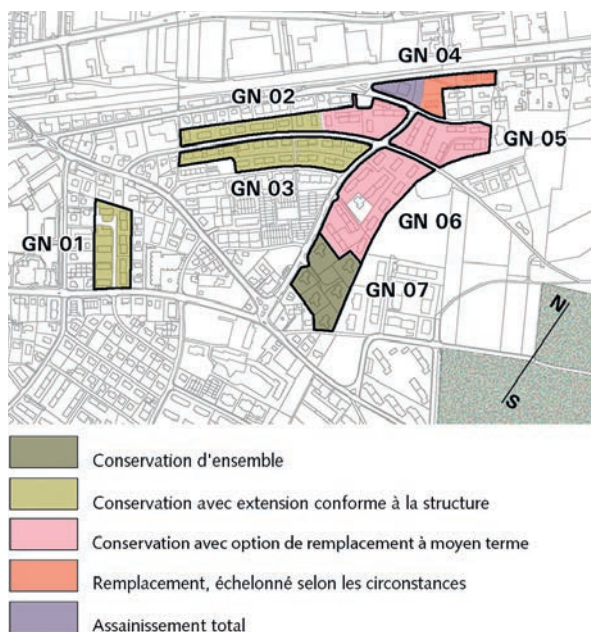 GN 04
GN 02
GN 05
GN 03
GN 06
GN 01
GN 07
N
S
Conservation d'ensemble
Conservation avec extension conforme à la structure
Conservation avec option de remplacement à moyen terme
Remplacement, échelonné selon les circonstances
Assainissement total